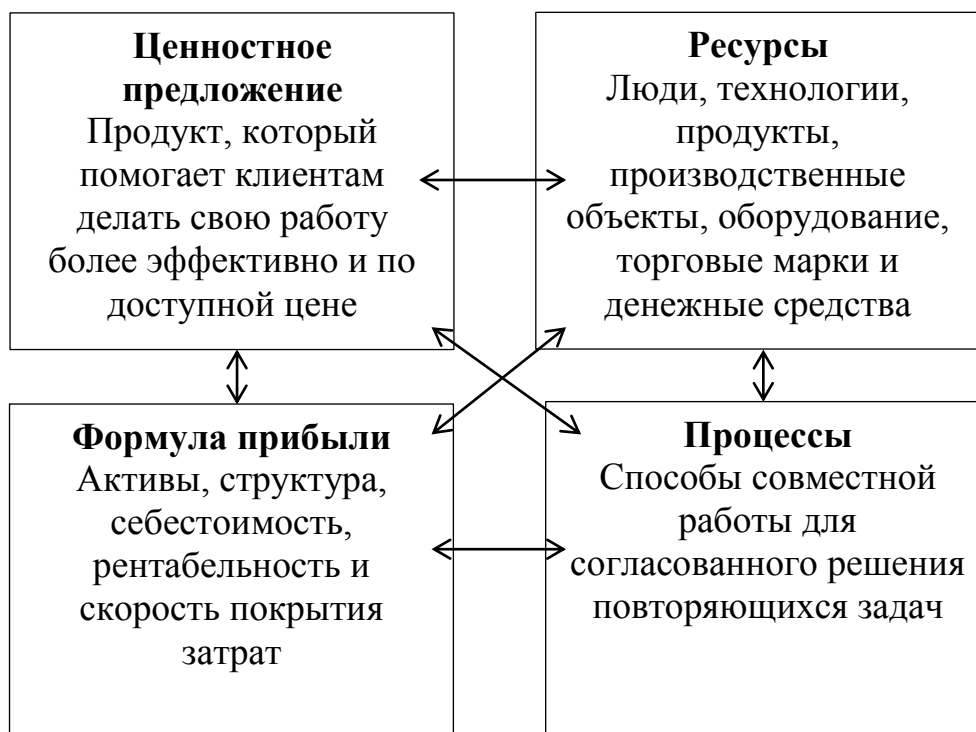 Ценностное
предложение
Продукт, который
помогает клиентам
делать свою работу
более эффективно и по
доступной цене
Ресурсы
Люди, технологии,
продукты,
производственные
объекты, оборудование,
торговые марки и
денежные средства
Формула прибыли
Активы, структура,
себестоимость,
рентабельность и
скорость покрытия
затрат
Процессы
Способы совместной
работы для
согласованного решения
повторяющихся задач